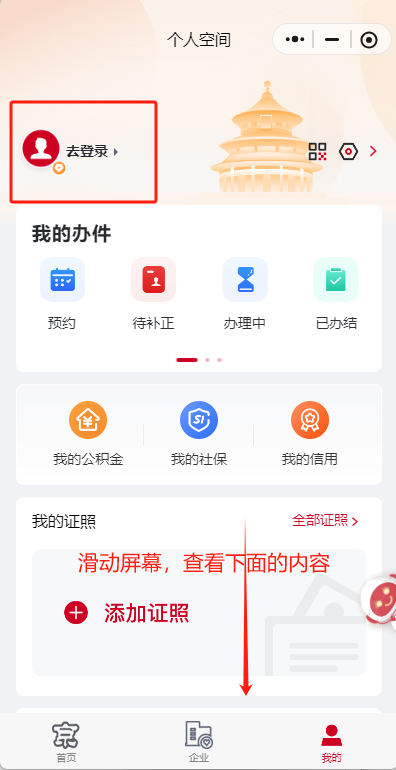 个人空间
去登录
我的办件
预约
待补正
办理中
已办结
我的公积金
我的社保
我的信用
我的证照
全部证照
滑动屏幕，查看下面的内容
添加证照
首页
企业
我的